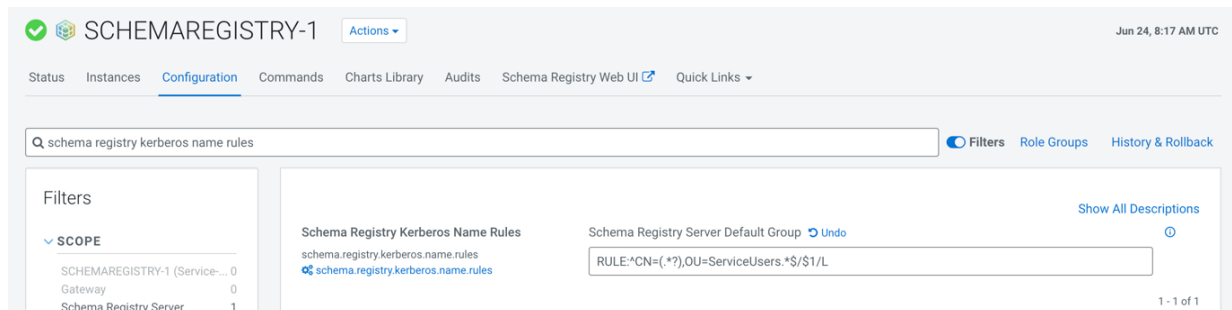 SCHEMAREGISTRY-1 Actions Jun 24, 8:17 AM UTC
Status Instances Configuration Commands Charts Library Audits Schema Registry Web UI Quick Links
schema registry kerberos name rules Filters Role Groups History & Rollback
Filters
Show All Descriptions
SCOPE
Schema Registry Kerberos Name Rules Schema Registry Server Default Group Undo
schema.registry.kerberos.name.rules
schema.registry.kerberos.name.rules
RULE:^CN=(.*?),OU=ServiceUsers.*$/$1/L
SCHEMAREGISTRY-1 (Service-... 0
Gateway 0
Schema Registry Server 1
1 - 1 of 1